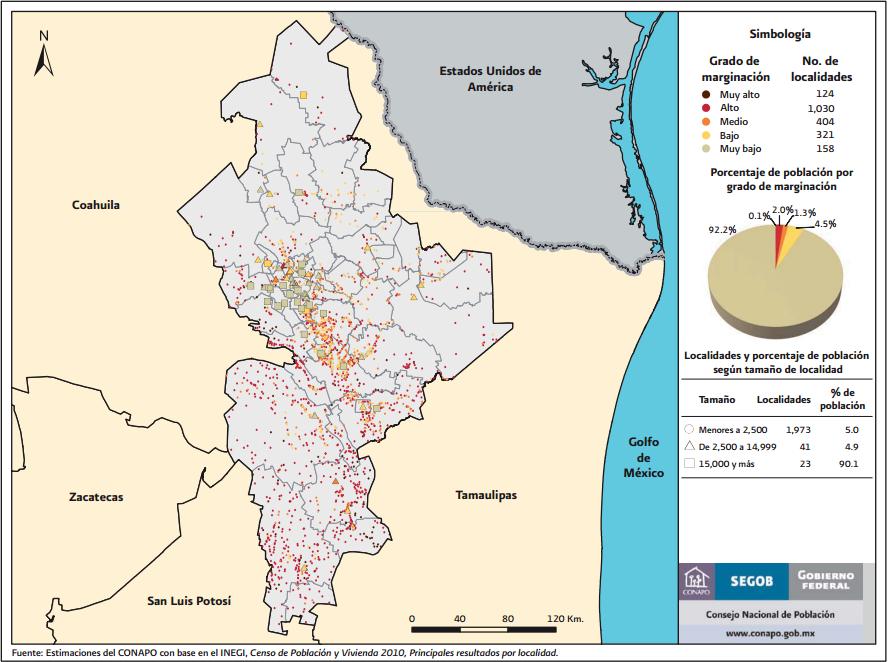 N
Estados Unidos de
América
Coahuila
Zacatecas
San Luis Potosí
Tamaulipas
Golfo
de
México
0 40 80 120 Km.
Simbología
Grado de No. de
marginación localidades
Muy alto 124
Alto 1,030
Medio 404
Bajo 321
Muy bajo 158
Porcentaje de población por
grado de marginación
0.1% 2.0% 1.3%
92.2% 4.5%
Localidades y porcentaje de población
según tamaño de localidad
Tamaño Localidades % de
población
Menores a 2,500 1,973 5.0
De 2,500 a 14,999 41 4.9
15,000 y más 23 90.1
CONAPO
SEGOB
GOBIERNO
FEDERAL
Consejo Nacional de Población
www.conapo.gob.mx
Fuente: Estimaciones del CONAPO con base en el INEGI, Censo de Población y Vivienda 2010, Principales resultados por localidad.